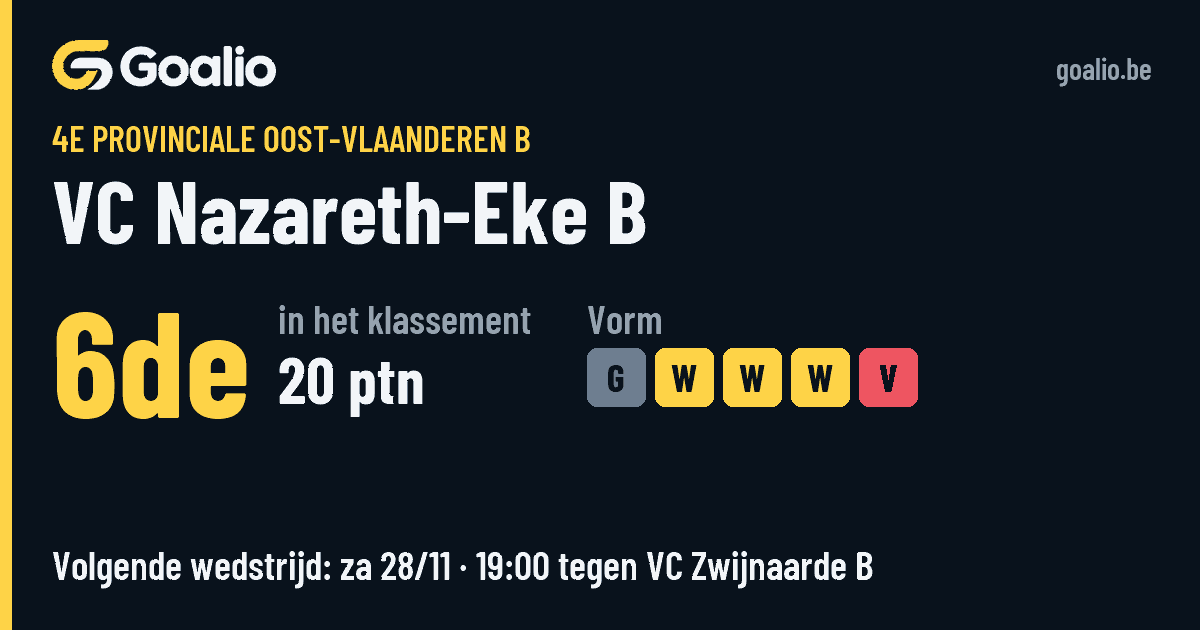 Goalio
goalio.be
4E PROVINCIALE OOST-VLAANDEREN B
VC Nazareth-Eke B
6de
in het klassement
20 ptn
Vorm
G W W W V
Volgende wedstrijd: za 28/11 · 19:00 tegen VC Zwijnaarde B